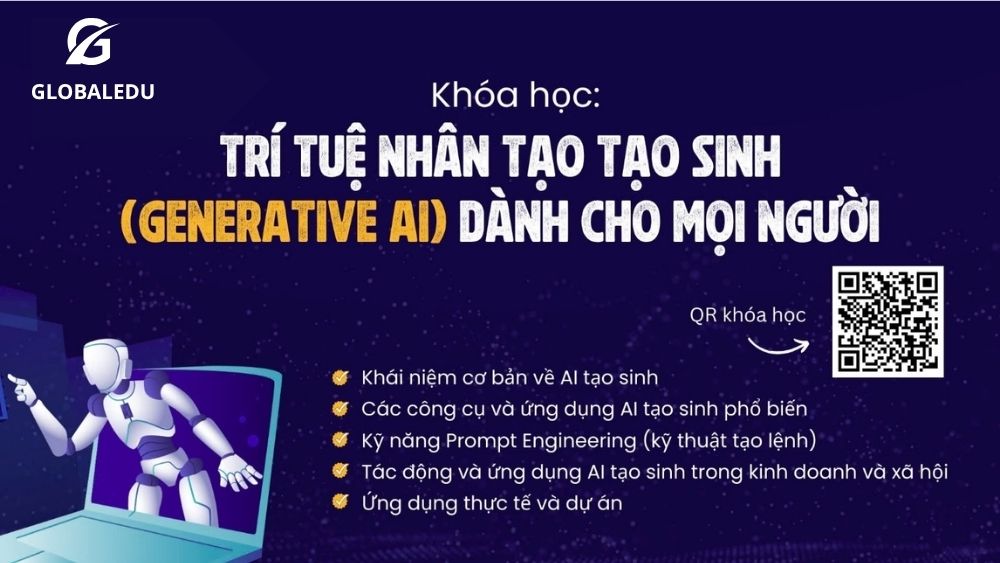 GLOBALEDU
Khóa học:
TRÍ TUỆ NHÂN TẠO TẠO SINH
(GENERATIVE AI) DÀNH CHO MỌI NGƯỜI
QR khóa học
Khái niệm cơ bản về AI tạo sinh
Các công cụ và ứng dụng AI tạo sinh phổ biến
Kỹ năng Prompt Engineering (kỹ thuật tạo lệnh)
Tác động và ứng dụng AI tạo sinh trong kinh doanh và xã hội
Ứng dụng thực tế và dự án